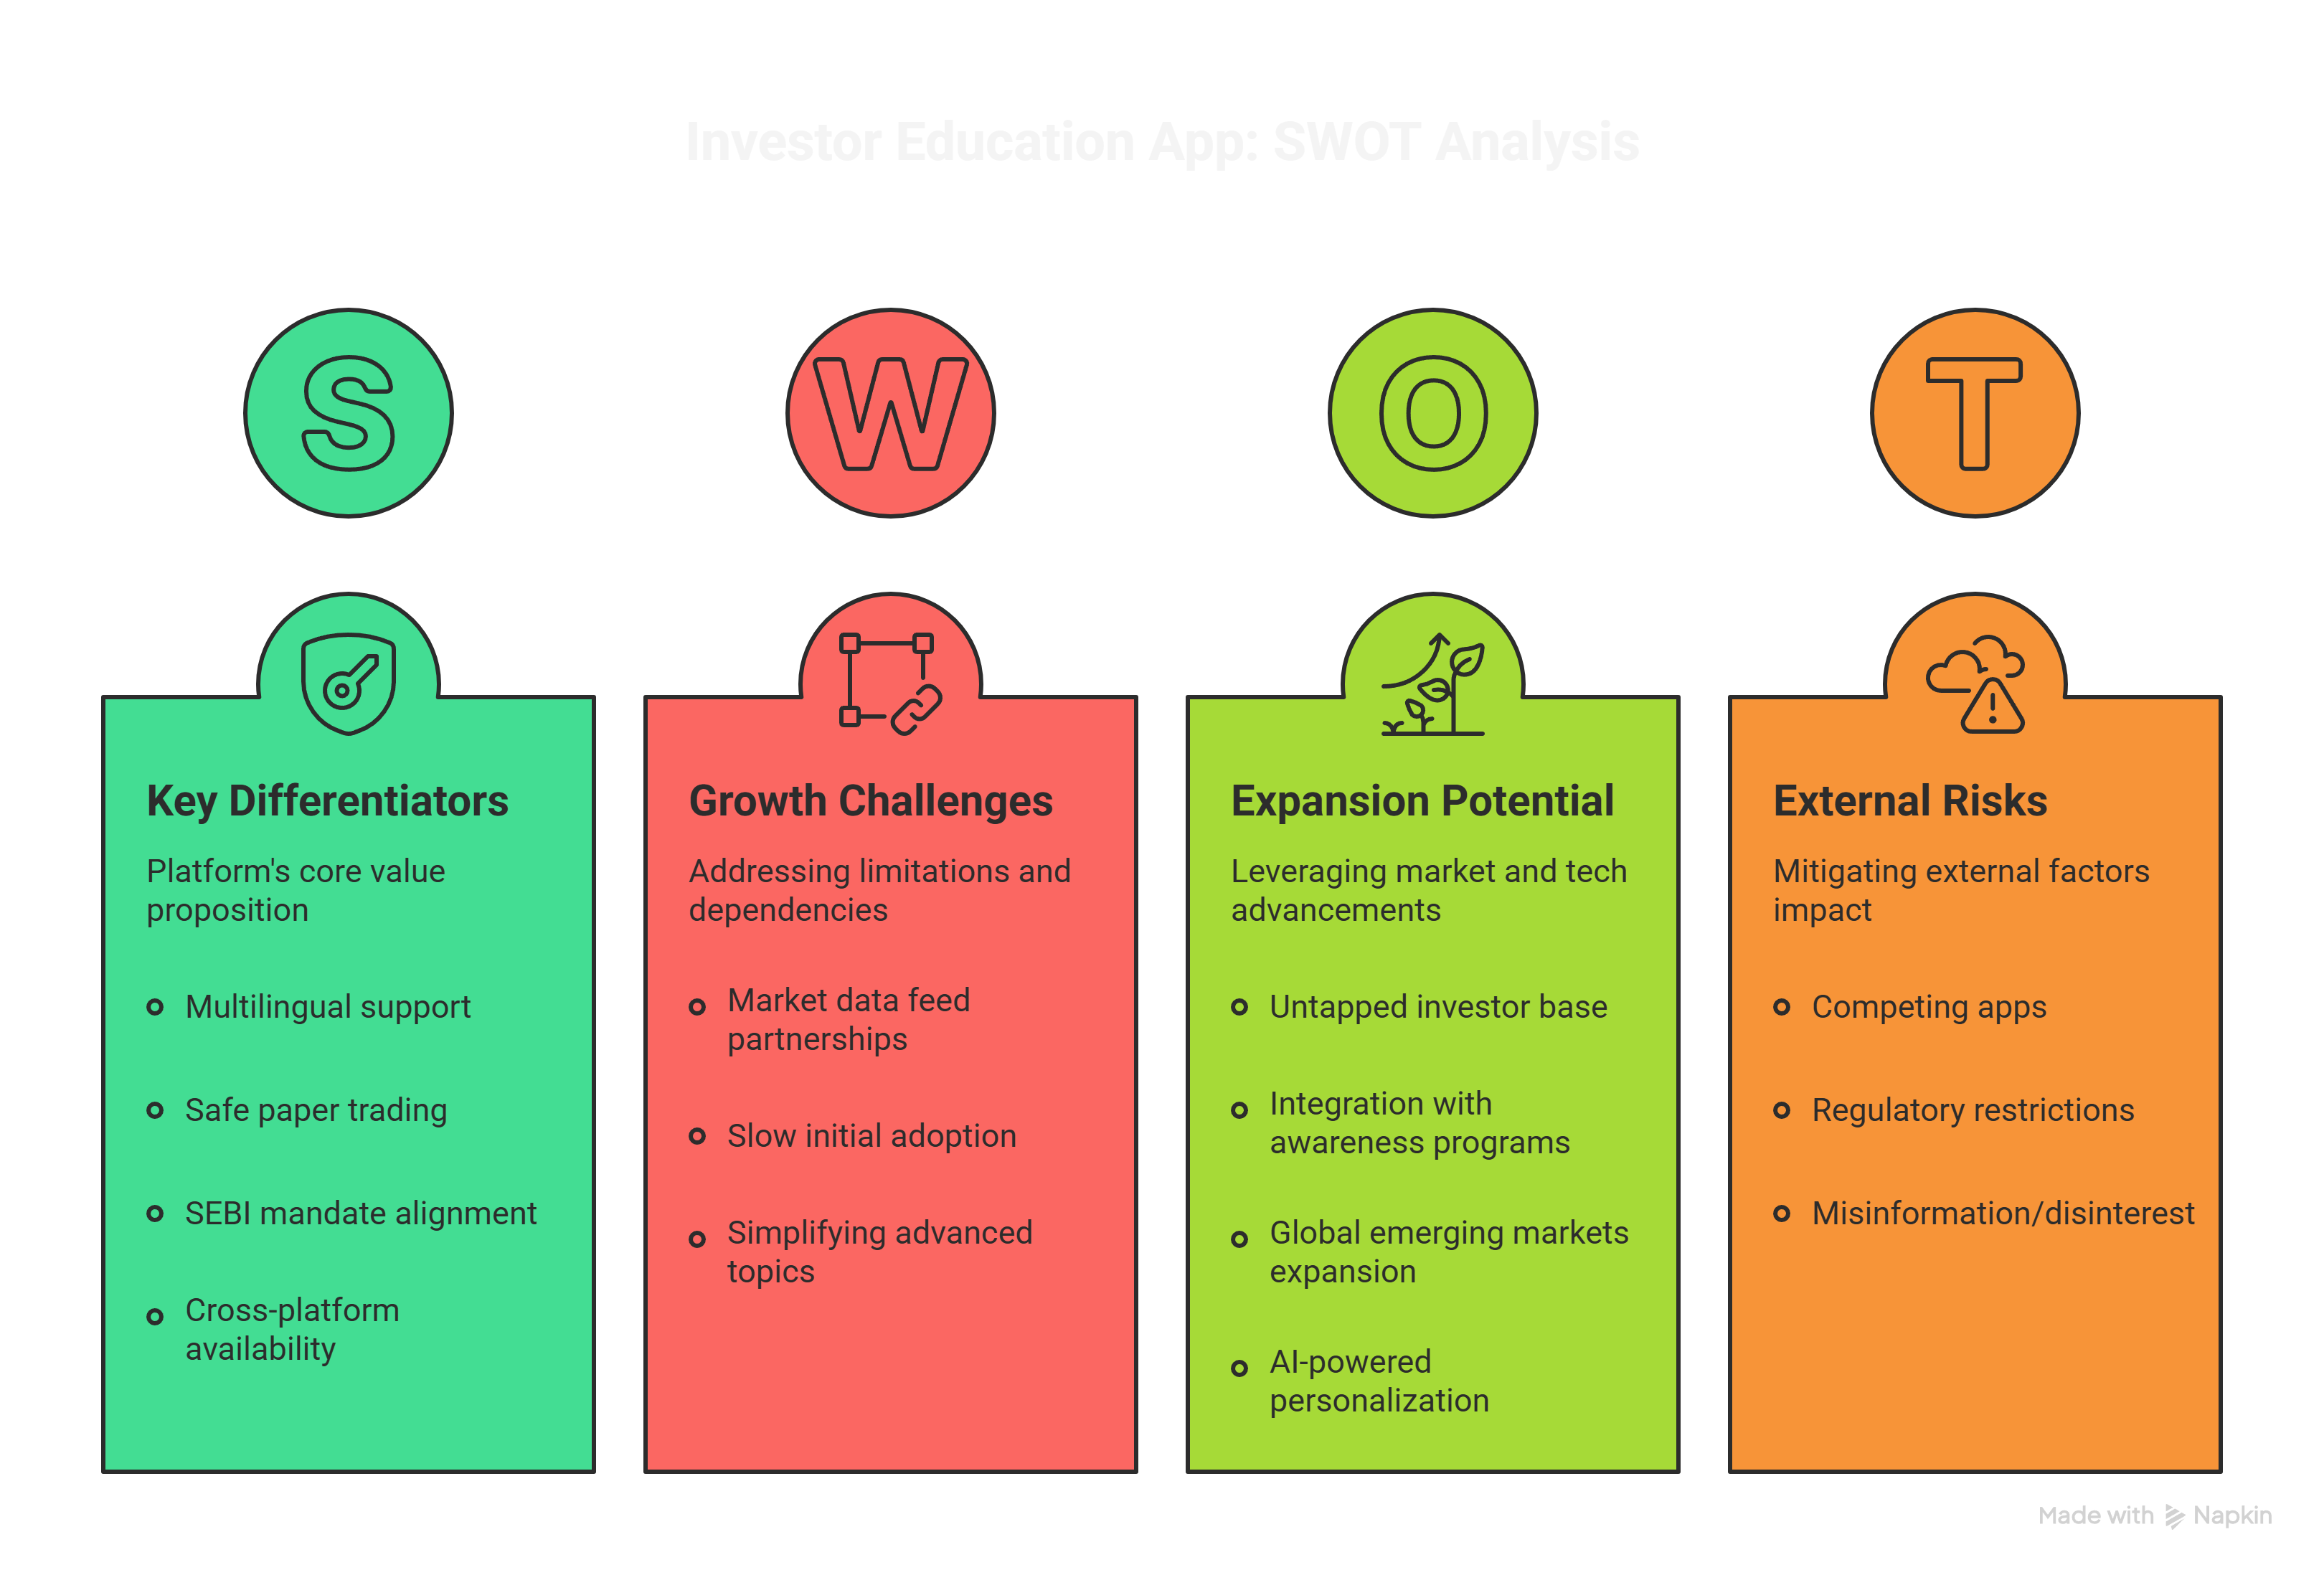 Investor Education App: SWOT Analysis
S
W
O
T
Key Differentiators
Platform's core value
proposition
Multilingual support
Safe paper trading
SEBI mandate alignment
Cross-platform
availability
Growth Challenges
Addressing limitations and
dependencies
Market data feed
partnerships
Slow initial adoption
Simplifying advanced
topics
Expansion Potential
Leveraging market and tech
advancements
Untapped investor base
Integration with
awareness programs
Global emerging markets
expansion
AI-powered
personalization
External Risks
Mitigating external factors
impact
Competing apps
Regulatory restrictions
Misinformation/disinterest
Made with Napkin